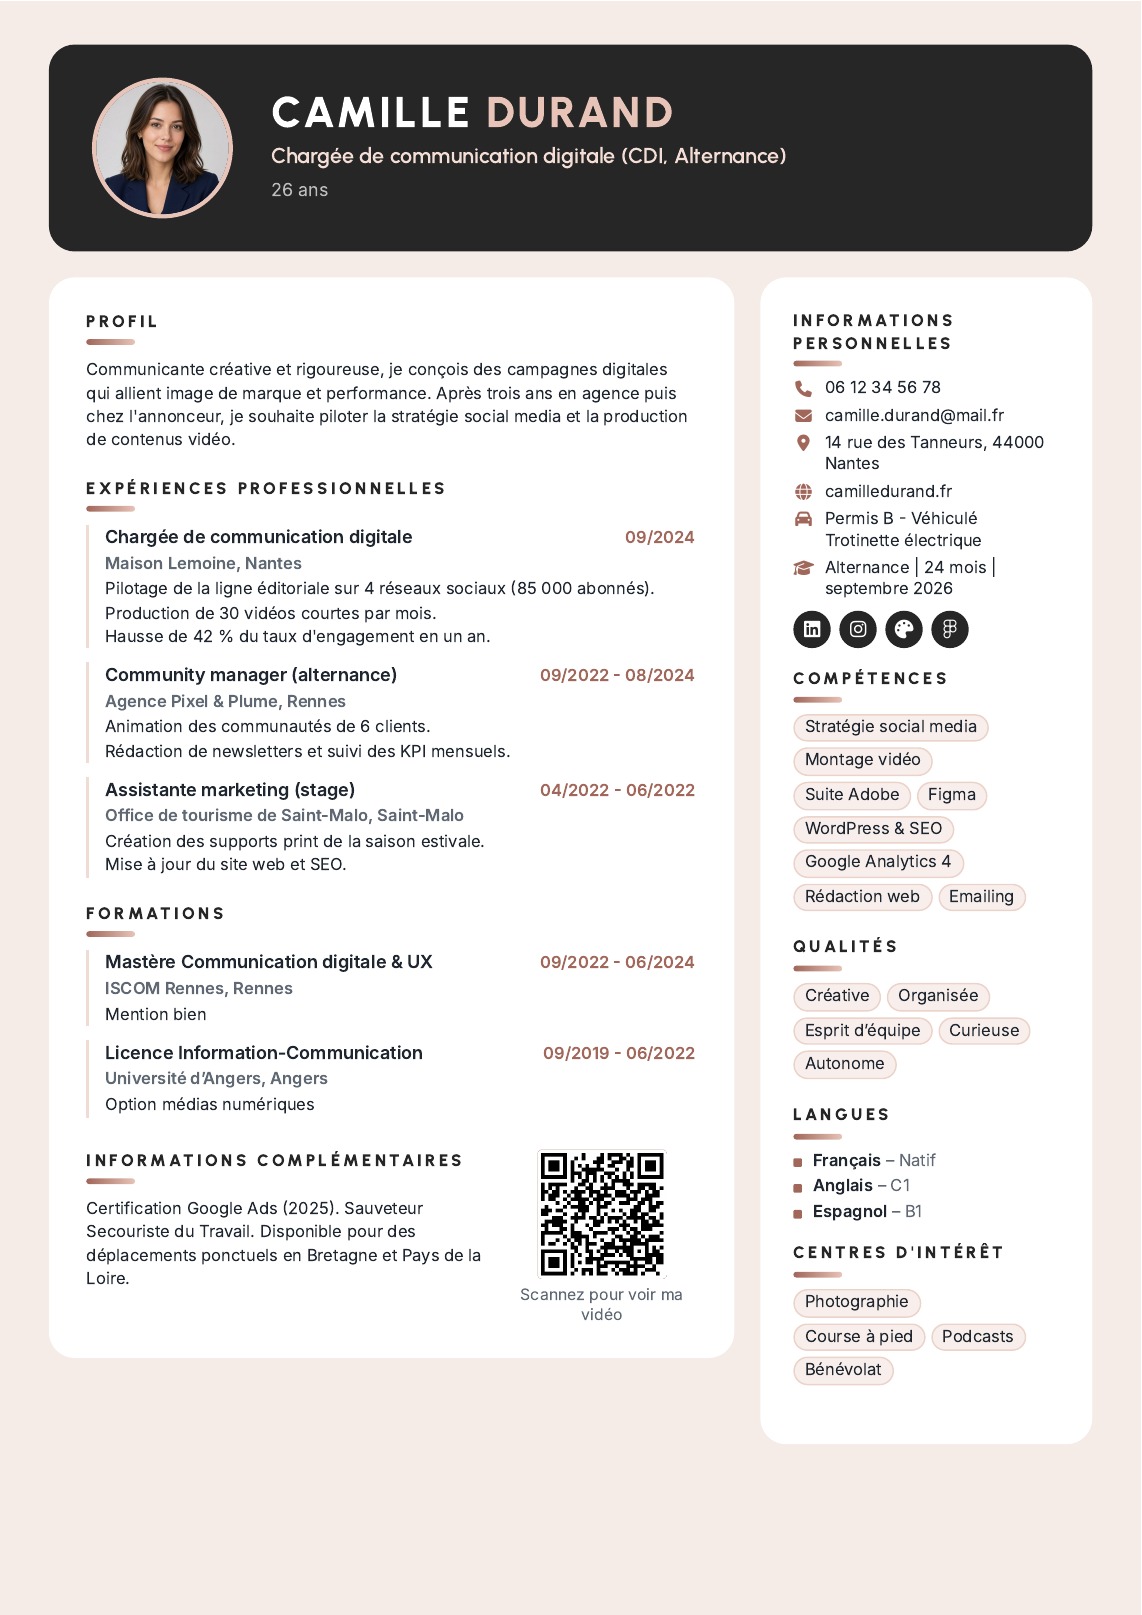 CAMILLE DURAND
Chargée de communication digitale (CDI, Alternance)
26 ans
PROFIL
Communicante créative et rigoureuse, je conçois des campagnes digitales
qui allient image de marque et performance. Après trois ans en agence puis
chez l'annonceur, je souhaite piloter la stratégie social media et la production
de contenus vidéo.
EXPÉRIENCES PROFESSIONNELLES
Chargée de communication digitale 09/2024
Maison Lemoine, Nantes
Pilotage de la ligne éditoriale sur 4 réseaux sociaux (85 000 abonnés).
Production de 30 vidéos courtes par mois.
Hausse de 42 % du taux d'engagement en un an.
Community manager (alternance) 09/2022 - 08/2024
Agence Pixel & Plume, Rennes
Animation des communautés de 6 clients.
Rédaction de newsletters et suivi des KPI mensuels.
Assistante marketing (stage) 04/2022 - 06/2022
Office de tourisme de Saint-Malo, Saint-Malo
Création des supports print de la saison estivale.
Mise à jour du site web et SEO.
FORMATIONS
Mastère Communication digitale & UX 09/2022 - 06/2024
ISCOM Rennes, Rennes
Mention bien
Licence Information-Communication 09/2019 - 06/2022
Université d’Angers, Angers
Option médias numériques
INFORMATIONS COMPLÉMENTAIRES
Certification Google Ads (2025). Sauveteur
Secouriste du Travail. Disponible pour des
déplacements ponctuels en Bretagne et Pays de la
Loire.
Scannez pour voir ma
vidéo
INFORMATIONS
PERSONNELLES
06 12 34 56 78
camille.durand@mail.fr
14 rue des Tanneurs, 44000
Nantes
camilledurand.fr
Permis B - Véhiculé
Trotinette électrique
Alternance | 24 mois |
septembre 2026
in
COMPÉTENCES
Stratégie social media
Montage vidéo
Suite Adobe Figma
WordPress & SEO
Google Analytics 4
Rédaction web Emailing
QUALITÉS
Créative Organisée
Esprit d’équipe Curieuse
Autonome
LANGUES
Français – Natif
Anglais – C1
Espagnol – B1
CENTRES D'INTÉRÊT
Photographie
Course à pied Podcasts
Bénévolat